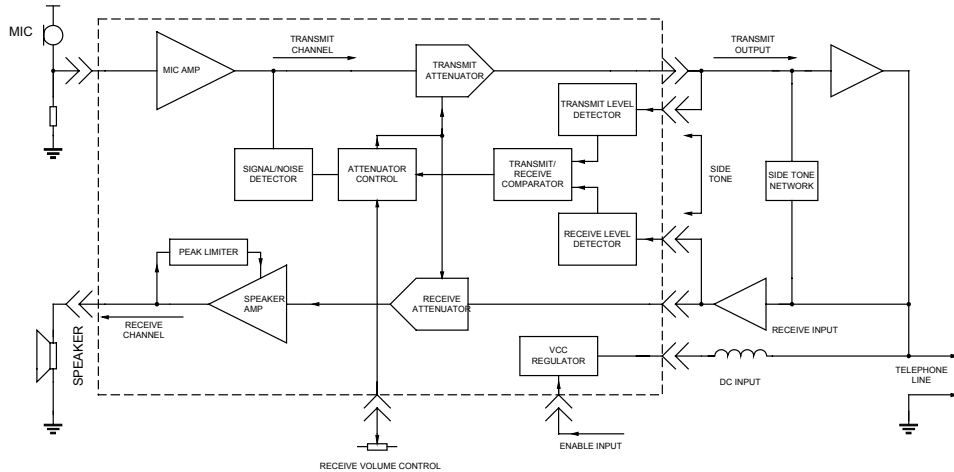 MIC
MIC AMP
TRANSMIT
CHANNEL
TRANSMIT
ATTENUATOR
TRANSMIT
OUTPUT
TRANSMIT LEVEL
DETECTOR
SIGNAL/NOISE
DETECTOR
ATTENUATOR
CONTROL
TRANSMIT/
RECEIVE
COMPARATOR
SIDE
TONE
SIDE TONE
NETWORK
RECEIVE LEVEL
DETECTOR
PEAK LIMITER
SPEAKER
AMP
RECEIVE
ATTENUATOR
RECEIVE
CHANNEL
SPEAKER
RECEIVE INPUT
VCC
REGULATOR
DC INPUT
TELEPHONE
LINE
ENABLE INPUT
RECEIVE VOLUME CONTROL